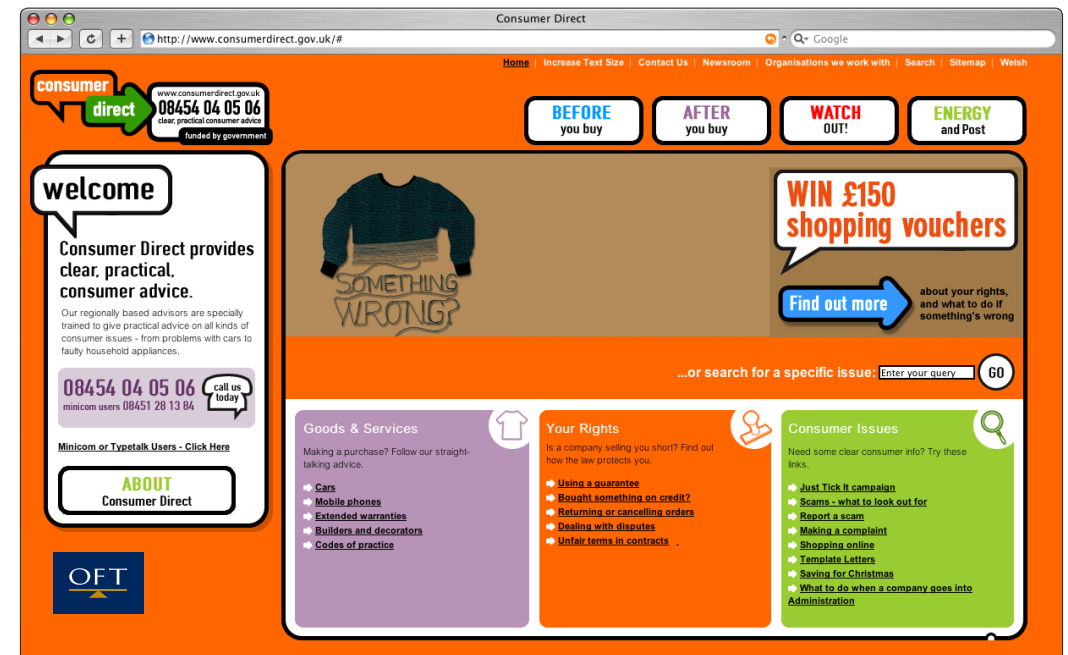 Consumer Direct
http://www.consumerdirect.gov.uk/#
Google
Home | Increase Text Size | Contact Us | Newsroom | Organisations we work with | Search | Sitemap | Welsh
consumer
direct
www.consumerdirect.gov.uk
08454 04 05 06
clear, practical consumer advice
funded by government
BEFORE
you buy
AFTER
you buy
WATCH
OUT!
ENERGY
and Post
welcome
Consumer Direct provides
clear, practical,
consumer advice.
Our regionally based advisors are specially
trained to give practical advice on all kinds of
consumer issues - from problems with cars to
faulty household appliances.
08454 04 05 06
minicom users 08451 28 13 84
call us
today
Minicom or Typetalk Users - Click Here
ABOUT
Consumer Direct
OFT
SOMETHING
WRONG?
WIN £150
shopping vouchers
Find out more
about your rights,
and what to do if
something's wrong
...or search for a specific issue: Enter your query GO
Goods & Services
Making a purchase? Follow our straight-
talking advice.
Cars
Mobile phones
Extended warranties
Builders and decorators
Codes of practice
Your Rights
Is a company selling you short? Find out
how the law protects you.
Using a guarantee
Bought something on credit?
Returning or cancelling orders
Dealing with disputes
Unfair terms in contracts
Consumer Issues
Need some clear consumer info? Try these
links.
Just Tick It campaign
Scams - what to look out for
Report a scam
Making a complaint
Shopping online
Template Letters
Saving for Christmas
What to do when a company goes into
Administration